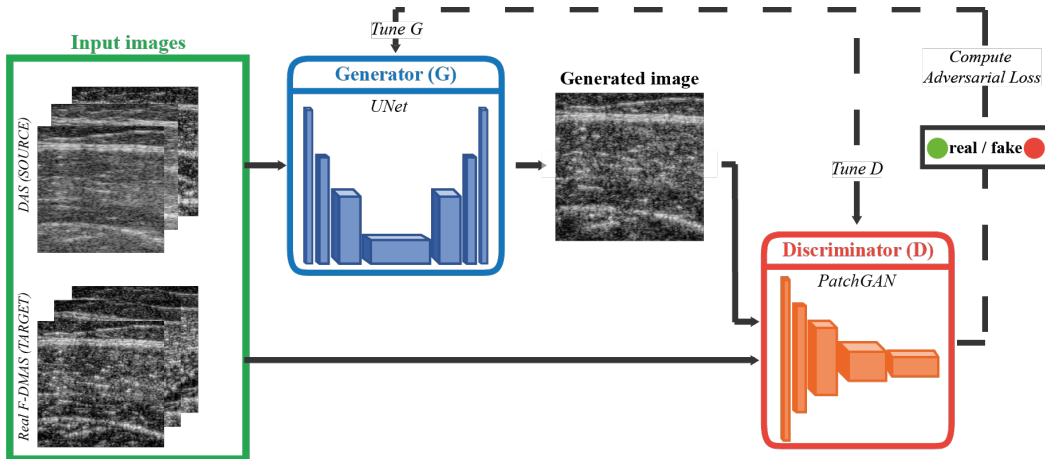 Input images
DAS (SOURCE)
Real F-DMAS (TARGET)
Tune G
Generator (G)
UNet
Generated image
Tune D
Discriminator (D)
PatchGAN
Compute
Adversarial Loss
real / fake